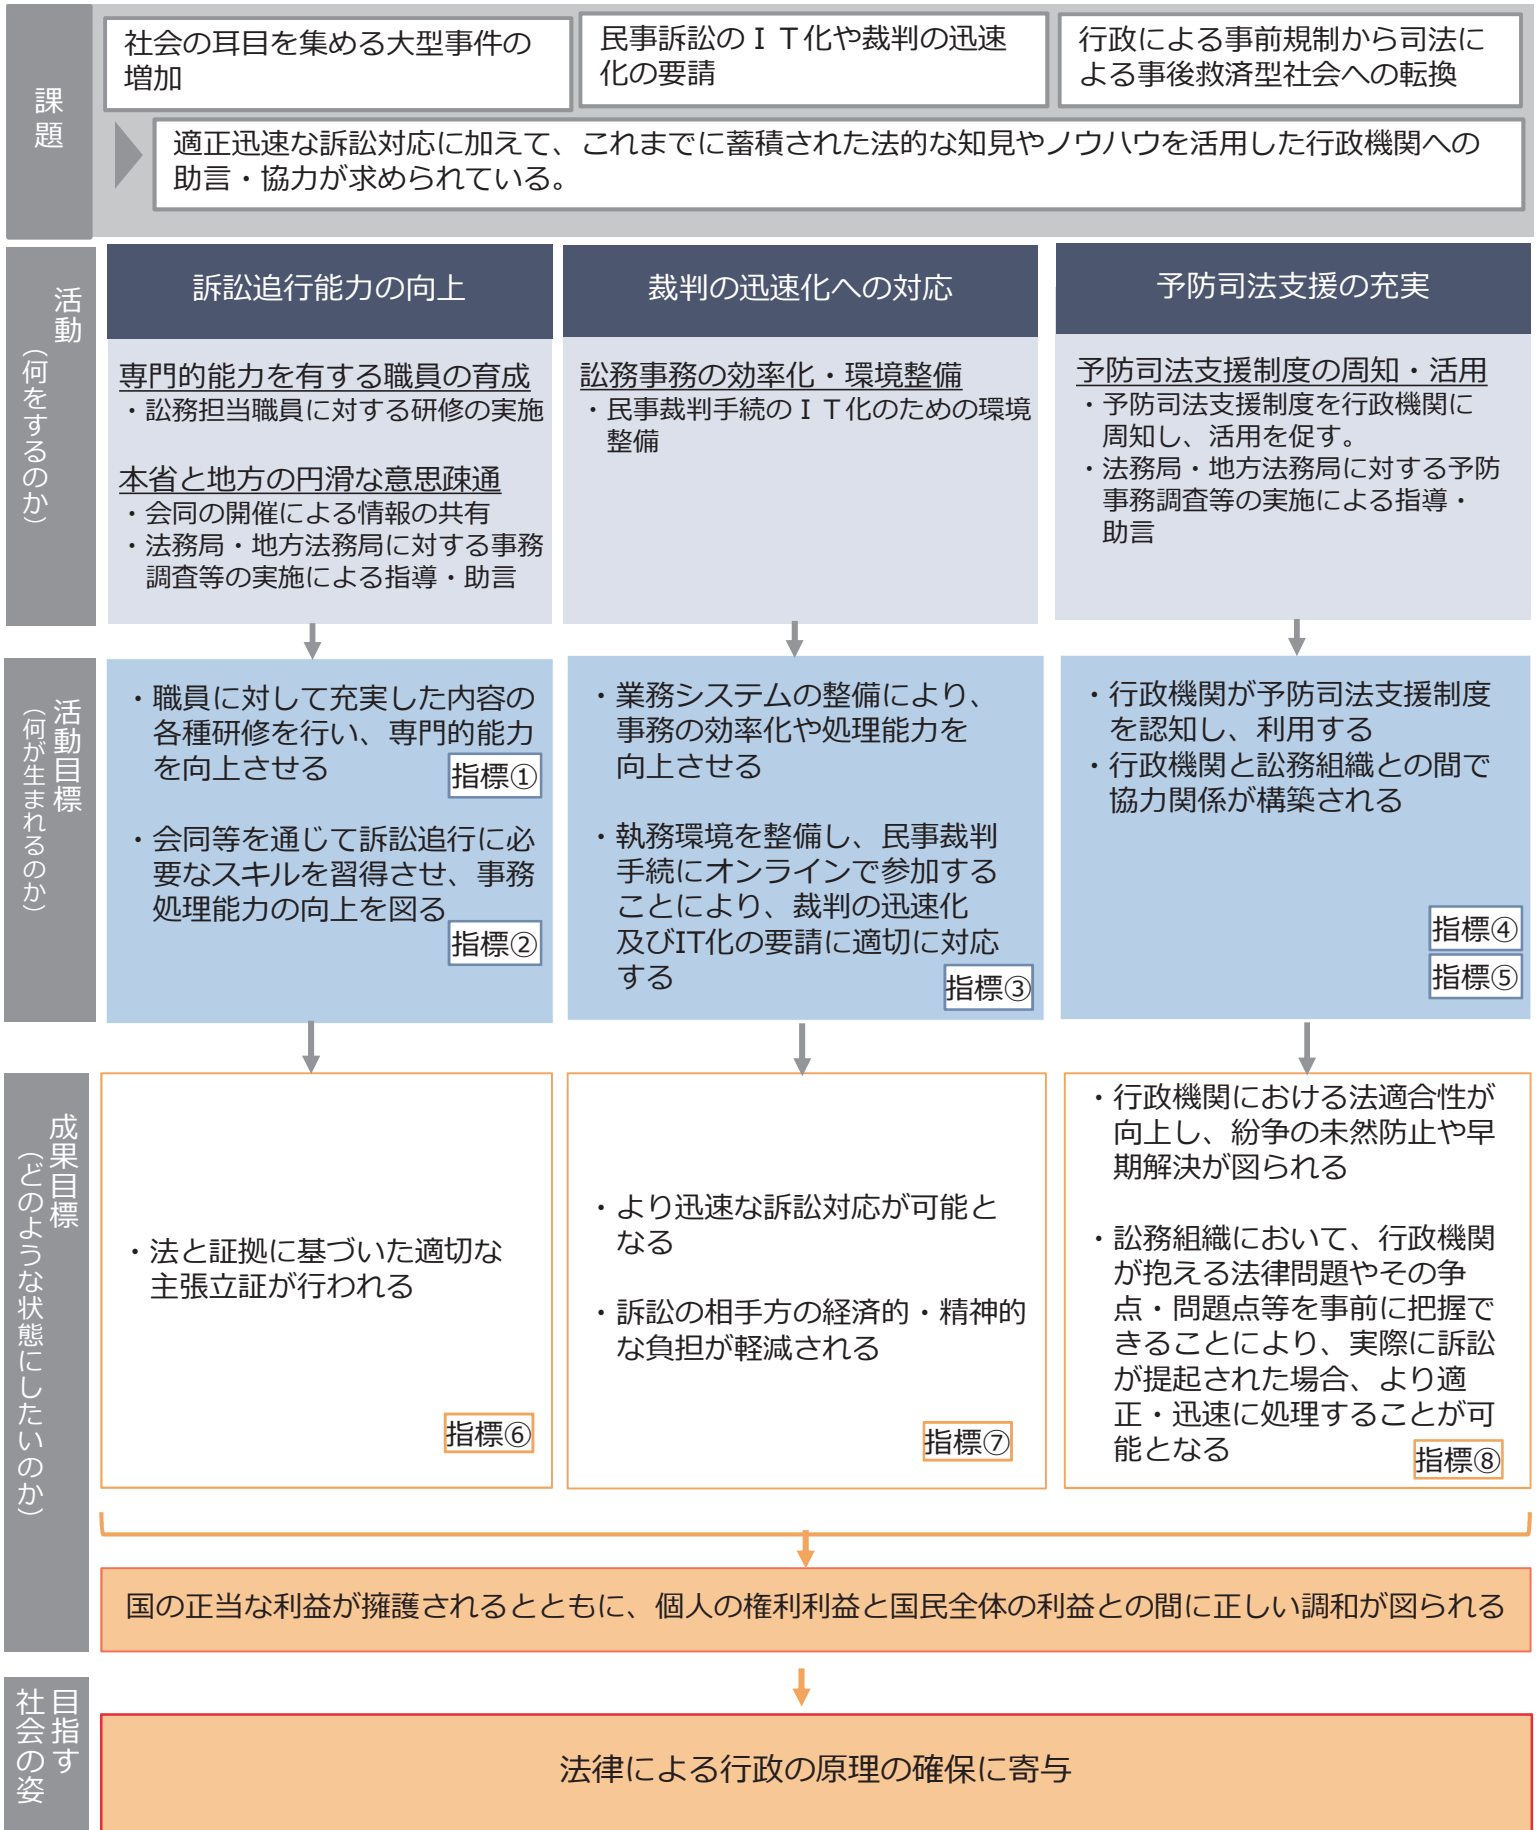 課題
社会の耳目を集める大型事件の
増加
民事訴訟のＩＴ化や裁判の迅速
化の要請
行政による事前規制から司法に
よる事後救済型社会への転換
適正迅速な訴訟対応に加えて、これまでに蓄積された法的な知見やノウハウを活用した行政機関への
助言・協力が求められている。
活動
（何をするのか）
訴訟追行能力の向上
専門的能力を有する職員の育成
・訟務担当職員に対する研修の実施
本省と地方の円滑な意思疎通
・会同の開催による情報の共有
・法務局・地方法務局に対する事務
調査等の実施による指導・助言
裁判の迅速化への対応
訟務事務の効率化・環境整備
・民事裁判手続のＩＴ化のための環境
整備
予防司法支援の充実
予防司法支援制度の周知・活用
・予防司法支援制度を行政機関に
周知し、活用を促す。
・法務局・地方法務局に対する予防
事務調査等の実施による指導・
助言
活動目標
（何が生まれるのか）
・職員に対して充実した内容の
各種研修を行い、専門的能力
を向上させる
指標①
・会同等を通じて訴訟追行に必
要なスキルを習得させ、事務
処理能力の向上を図る
指標②
・業務システムの整備により、
事務の効率化や処理能力を
向上させる
・執務環境を整備し、民事裁判
手続にオンラインで参加する
ことにより、裁判の迅速化
及びIT化の要請に適切に対応
する
指標③
・行政機関が予防司法支援制度
を認知し、利用する
・行政機関と訟務組織との間で
協力関係が構築される
指標④
指標⑤
成果目標
（どのような状態にしたいのか）
・法と証拠に基づいた適切な
主張立証が行われる
指標⑥
・より迅速な訴訟対応が可能と
なる
・訴訟の相手方の経済的・精神的
な負担が軽減される
指標⑦
・行政機関における法適合性が
向上し、紛争の未然防止や早
期解決が図られる
・訟務組織において、行政機関
が抱える法律問題やその争
点・問題点等を事前に把握で
きることにより、実際に訴訟
が提起された場合、より適
正・迅速に処理することが可
能となる
指標⑧
国の正当な利益が擁護されるとともに、個人の権利利益と国民全体の利益との間に正しい調和が図られる
目指す
社会の姿
法律による行政の原理の確保に寄与